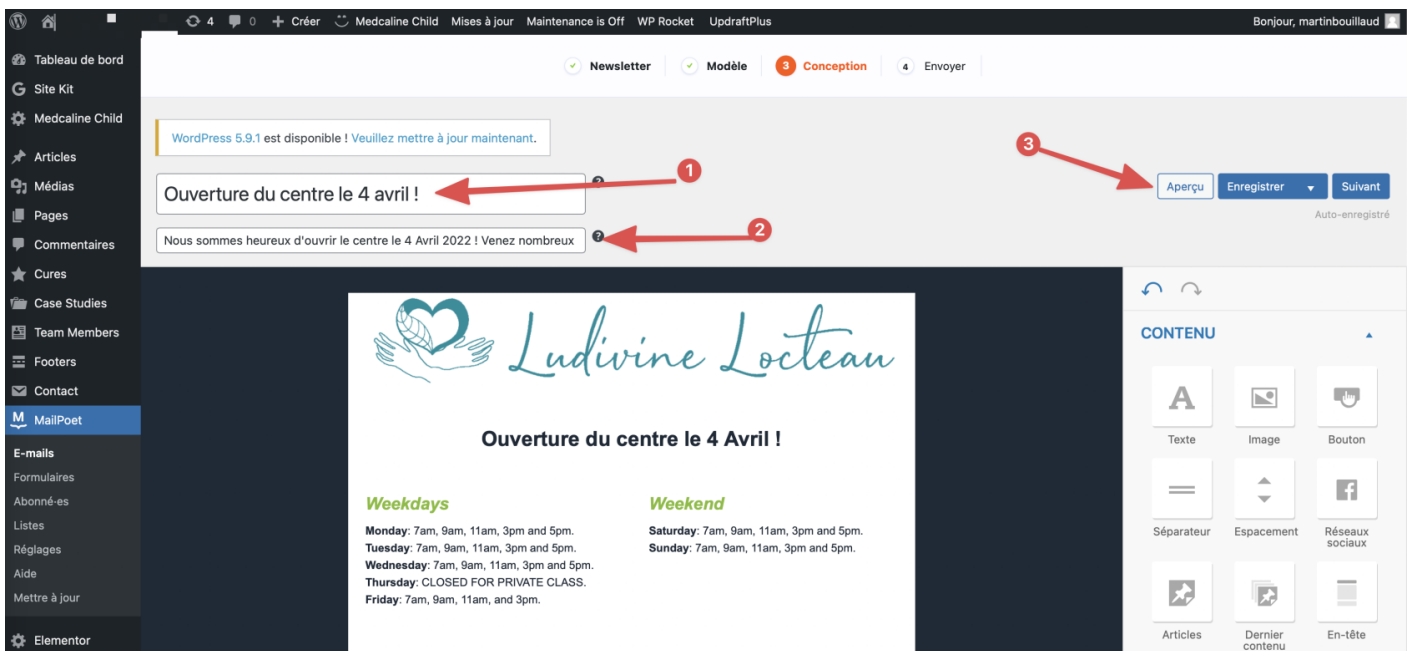 4 0 Créer Medcaline Child Mises à jour Maintenance is Off WP Rocket UpdraftPlus Bonjour, martinbouillaud
Tableau de bord
Site Kit
Medcaline Child
Articles
Médias
Pages
Commentaires
Cures
Case Studies
Team Members
Footers
Contact
MailPoet
E-mails
Formulaires
Abonné·es
Listes
Réglages
Aide
Mettre à jour
Elementor
Newsletter Modèle 3 Conception 4 Envoyer
WordPress 5.9.1 est disponible ! Veuillez mettre à jour maintenant.
Ouverture du centre le 4 avril !
1
Nous sommes heureux d'ouvrir le centre le 4 Avril 2022 ! Venez nombreux
2
3
Aperçu Enregistrer Suivant
Auto-enregistré
Ludivine Locteau
Ouverture du centre le 4 Avril !
Weekdays
Monday: 7am, 9am, 11am, 3pm and 5pm.
Tuesday: 7am, 9am, 11am, 3pm and 5pm.
Wednesday: 7am, 9am, 11am, 3pm and 5pm.
Thursday: CLOSED FOR PRIVATE CLASS.
Friday: 7am, 9am, 11am, and 3pm.
Weekend
Saturday: 7am, 9am, 11am, 3pm and 5pm.
Sunday: 7am, 9am, 11am, 3pm and 5pm.
CONTENU
Texte Image Bouton
Séparateur Espacement Réseaux
sociaux
Articles Dernier En-tête
contenu